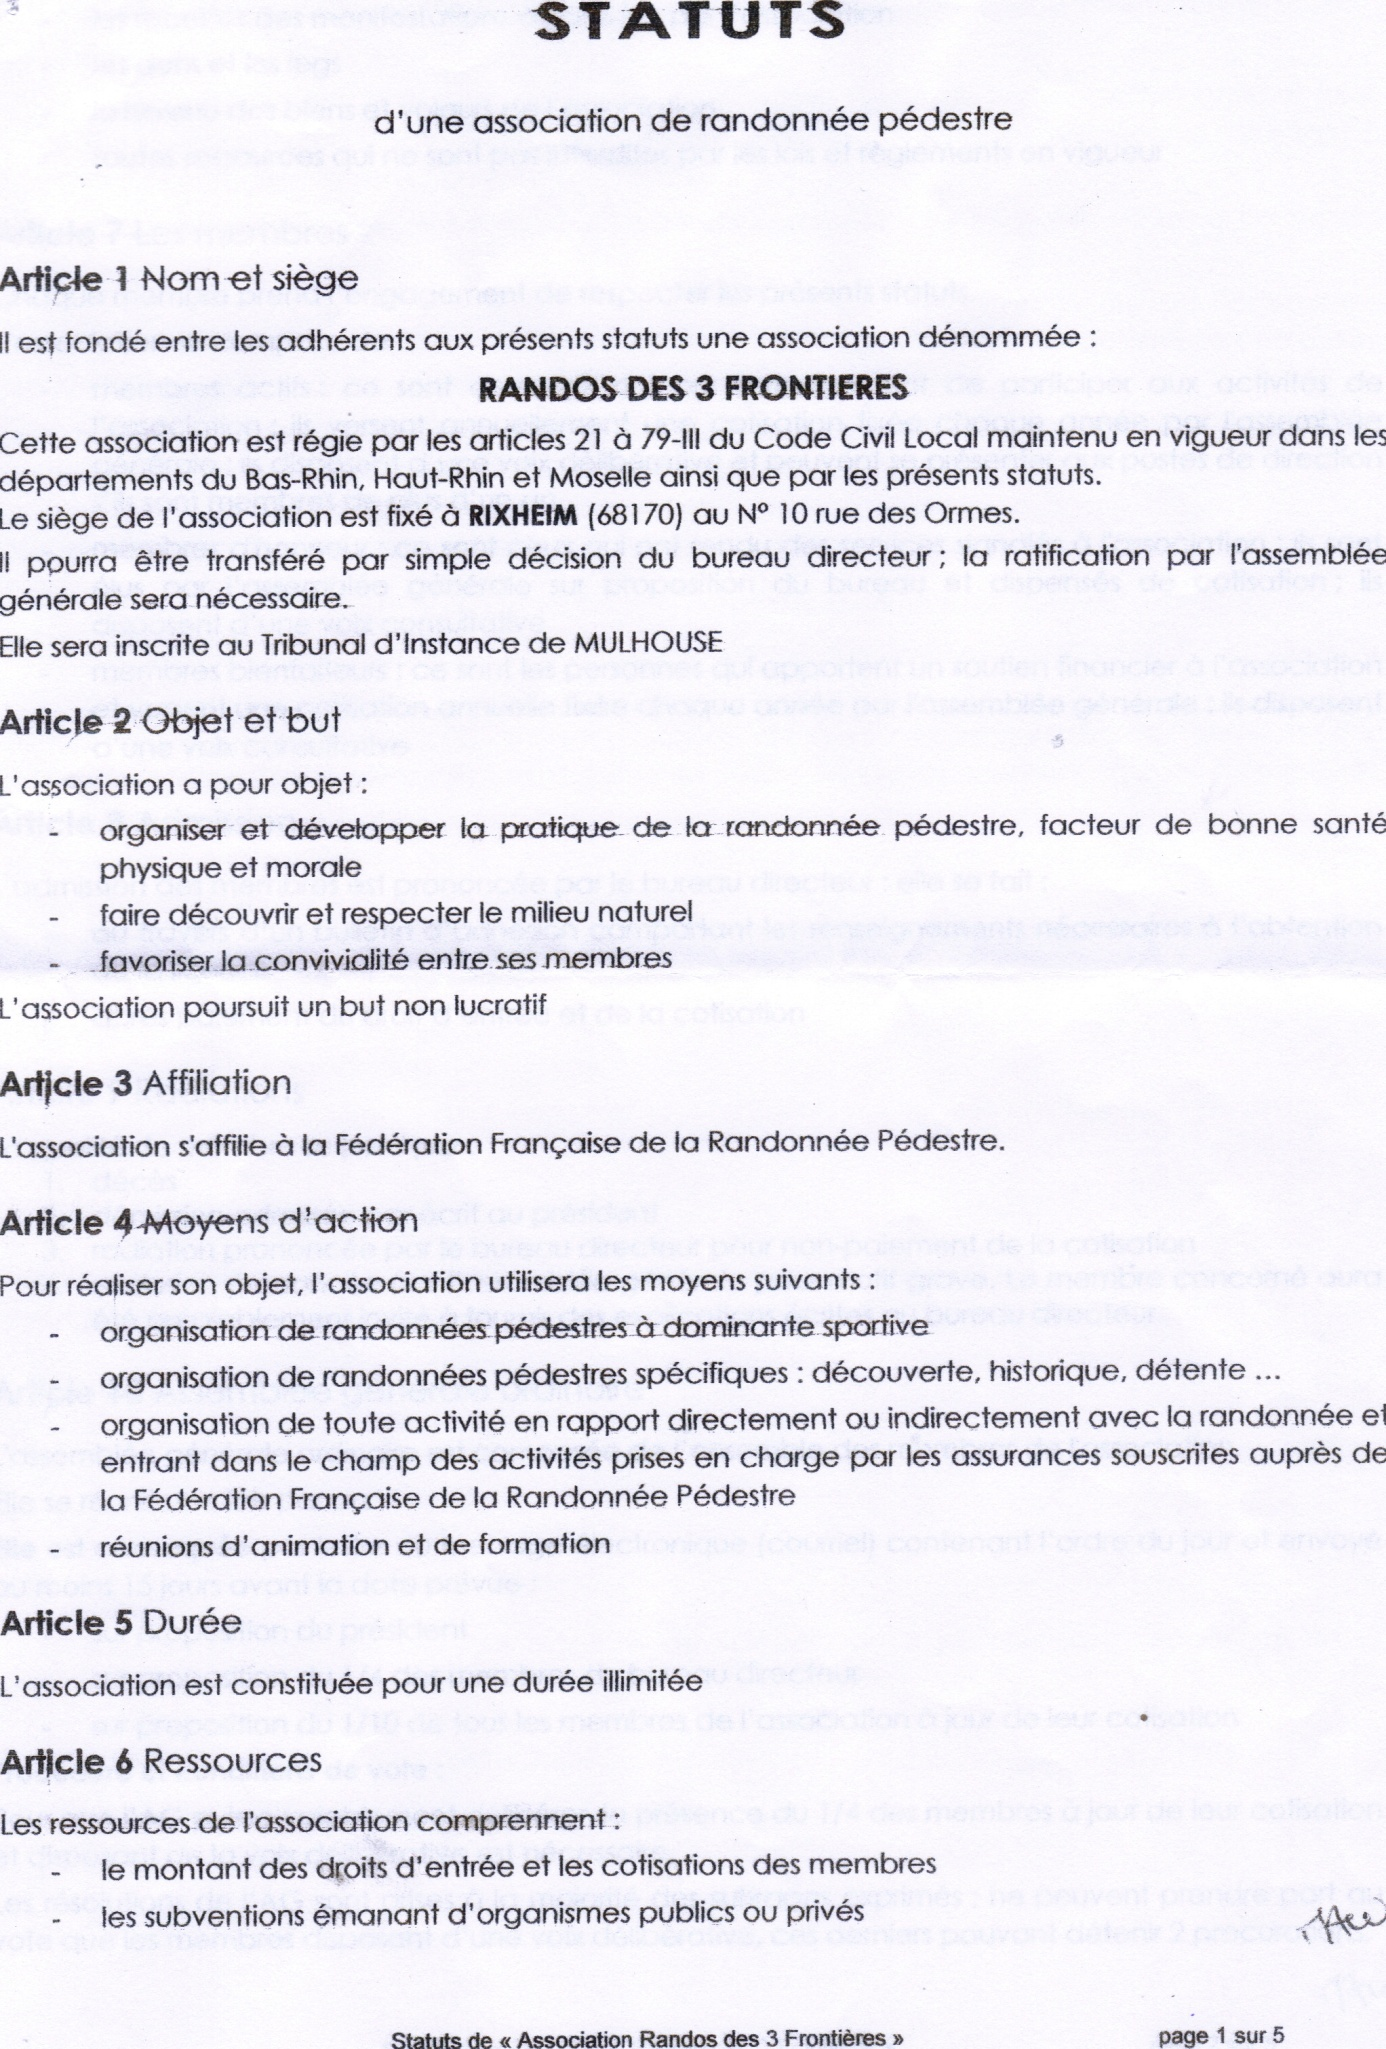 STATUTS
d'une association de randonnée pédestre
Article 1 Nom et siège
Il est fondé entre les adhérents aux présents statuts une association dénommée :
RANDOS DES 3 FRONTIERES
Cette association est régie par les articles 21 à 79-III du Code Civil Local maintenu en vigueur dans les
départements du Bas-Rhin, Haut-Rhin et Moselle ainsi que par les présents statuts.
Le siège de l'association est fixé à RIXHEIM (68170) au N° 10 rue des Ormes.
Il pourra être transféré par simple décision du bureau directeur ; la ratification par l'assemblée
générale sera nécessaire.
Elle sera inscrite au Tribunal d'Instance de MULHOUSE
Article 2 Objet et but
L'association a pour objet :
- organiser et développer la pratique de la randonnée pédestre, facteur de bonne santé
physique et morale
- faire découvrir et respecter le milieu naturel
- favoriser la convivialité entre ses membres
L'association poursuit un but non lucratif
Article 3 Affiliation
L'association s'affilie à la Fédération Française de la Randonnée Pédestre.
Article 4 Moyens d'action
Pour réaliser son objet, l'association utilisera les moyens suivants :
- organisation de randonnées pédestres à dominante sportive
- organisation de randonnées pédestres spécifiques : découverte, historique, détente ...
- organisation de toute activité en rapport directement ou indirectement avec la randonnée et
entrant dans le champ des activités prises en charge par les assurances souscrites auprès de
la Fédération Française de la Randonnée Pédestre
- réunions d'animation et de formation
Article 5 Durée
L'association est constituée pour une durée illimitée
Article 6 Ressources
Les ressources de l'association comprennent :
- le montant des droits d'entrée et les cotisations des membres
- les subventions émanant d'organismes publics ou privés
Statuts de « Association Randos des 3 Frontières »
page 1 sur 5